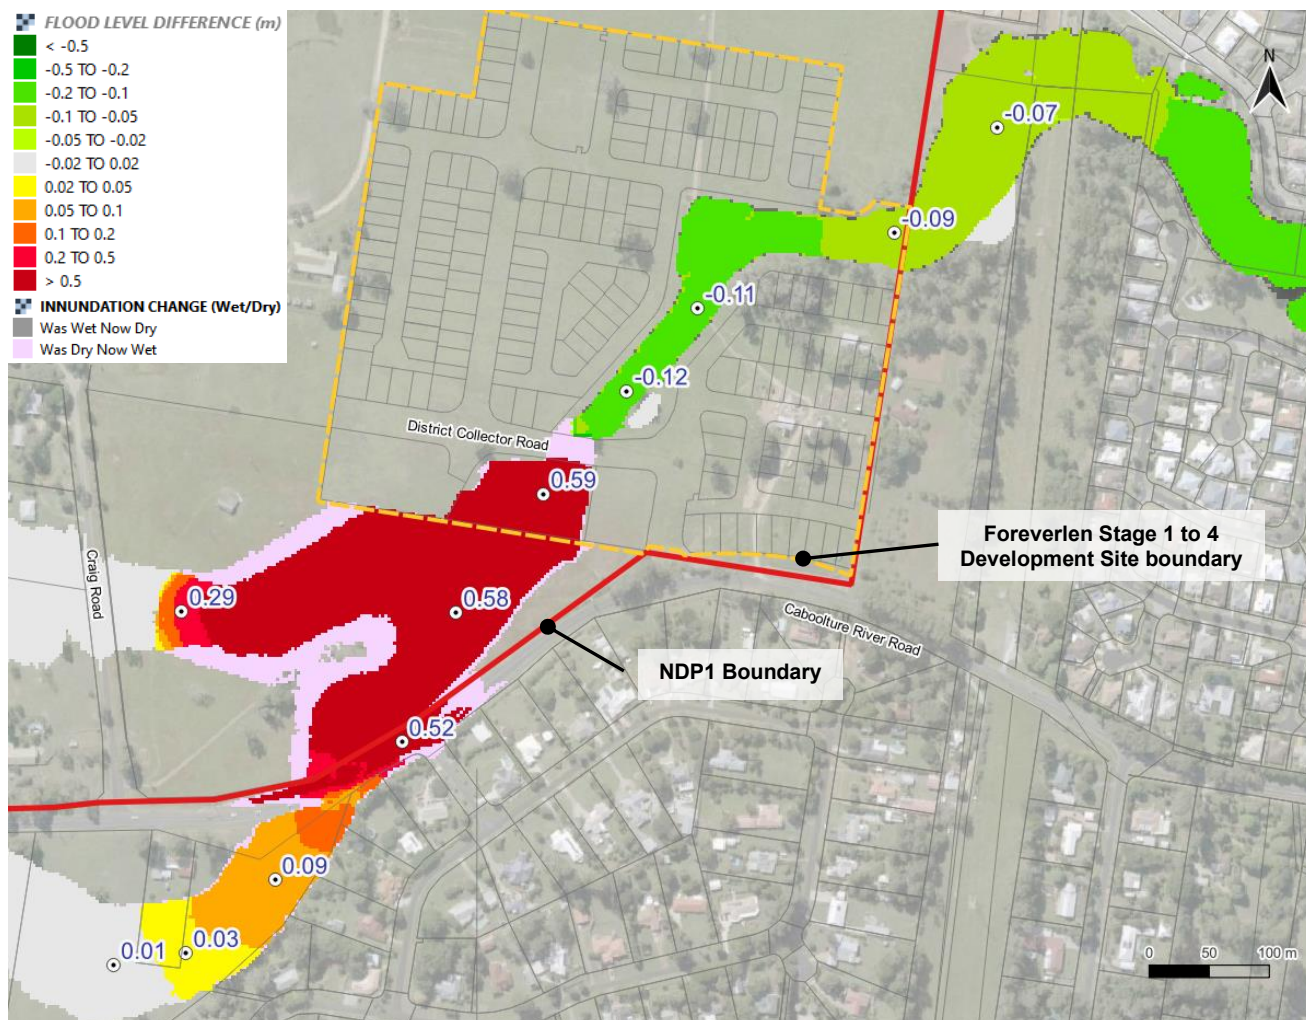 FLOOD LEVEL DIFFERENCE (m)
< -0.5
-0.5 TO -0.2
-0.2 TO -0.1
-0.1 TO -0.05
-0.05 TO -0.02
-0.02 TO 0.02
0.02 TO 0.05
0.05 TO 0.1
0.1 TO 0.2
0.2 TO 0.5
> 0.5
INNUNDATION CHANGE (Wet/Dry)
Was Wet Now Dry
Was Dry Now Wet
N
-0.07
-0.09
-0.11
-0.12
District Collector Road
0.59
Foreverlen Stage 1 to 4
Development Site boundary
Craig Road
0.29
0.58
Caboolture River Road
NDP1 Boundary
0.52
0.09
0.03
0.01
0 50 100 m